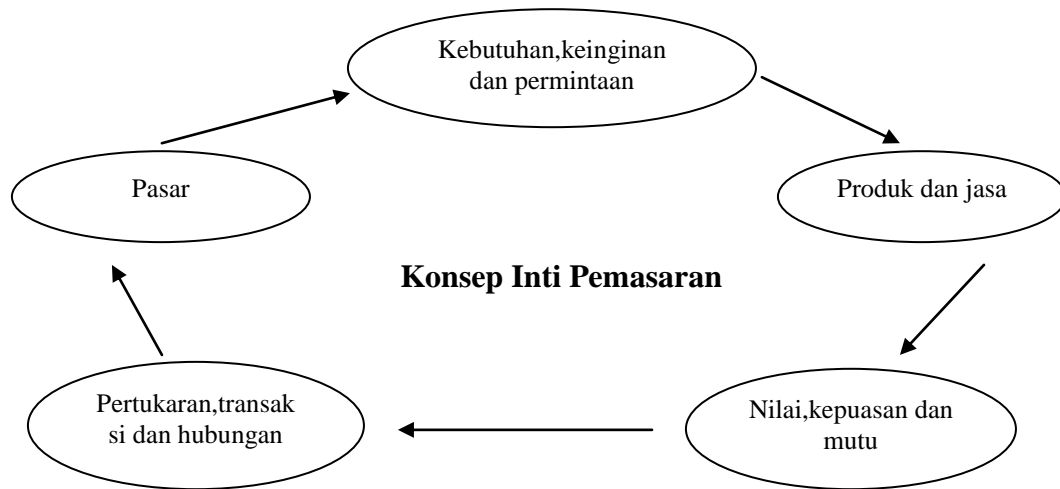 Kebutuhan,keinginan
dan permintaan
Pasar
Produk dan jasa
Konsep Inti Pemasaran
Pertukaran,transak
si dan hubungan
Nilai,kepuasan dan
mutu